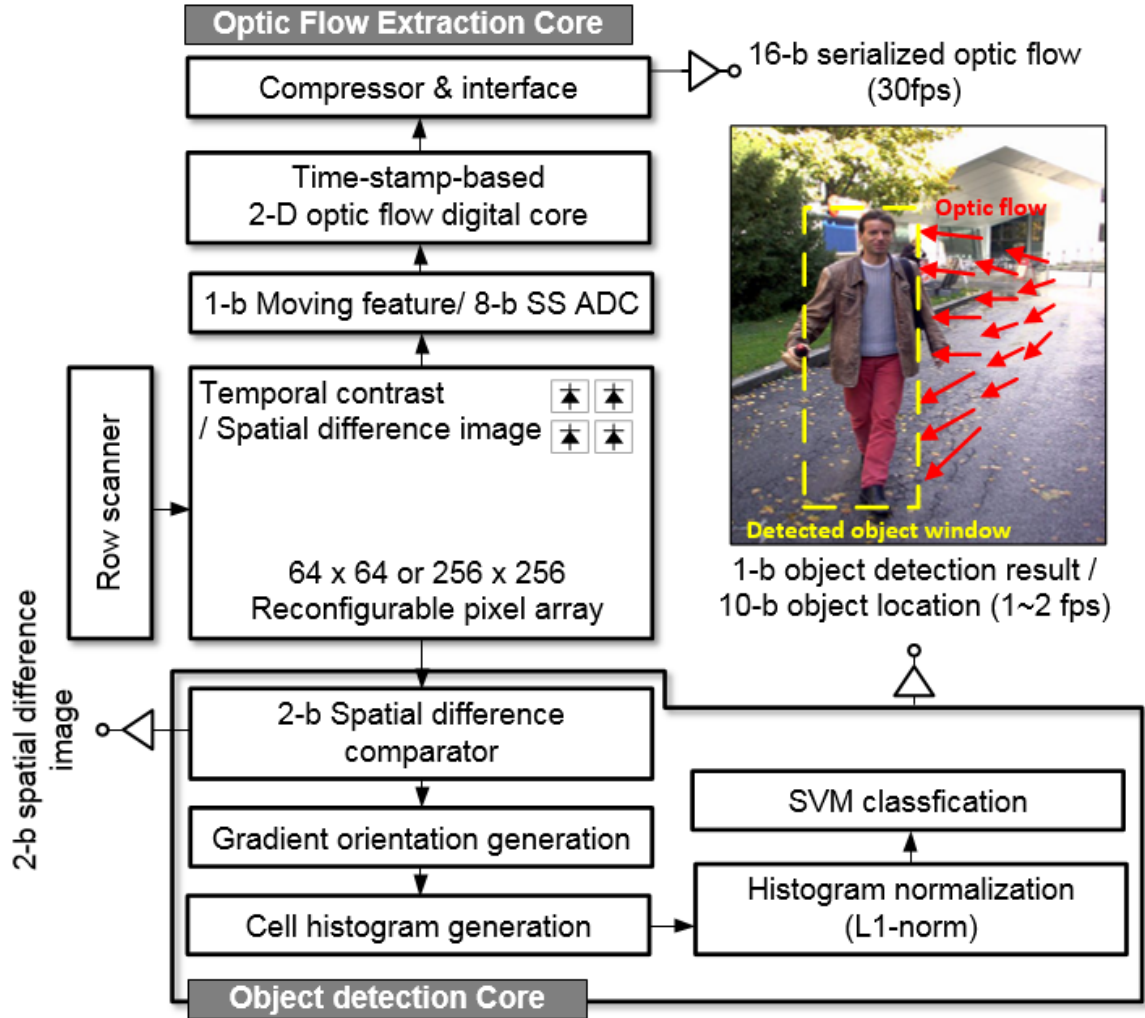 Optic Flow Extraction Core
Compressor & interface
16-b serialized optic flow
(30fps)
Time-stamp-based
2-D optic flow digital core
1-b Moving feature/ 8-b SS ADC
Optic flow
Detected object window
Row scanner
Temporal contrast
/ Spatial difference image
64 x 64 or 256 x 256
Reconfigurable pixel array
1-b object detection result /
10-b object location (1~2 fps)
2-b spatial difference
image
2-b Spatial difference
comparator
Gradient orientation generation
Cell histogram generation
SVM classfication
Histogram normalization
(L1-norm)
Object detection Core